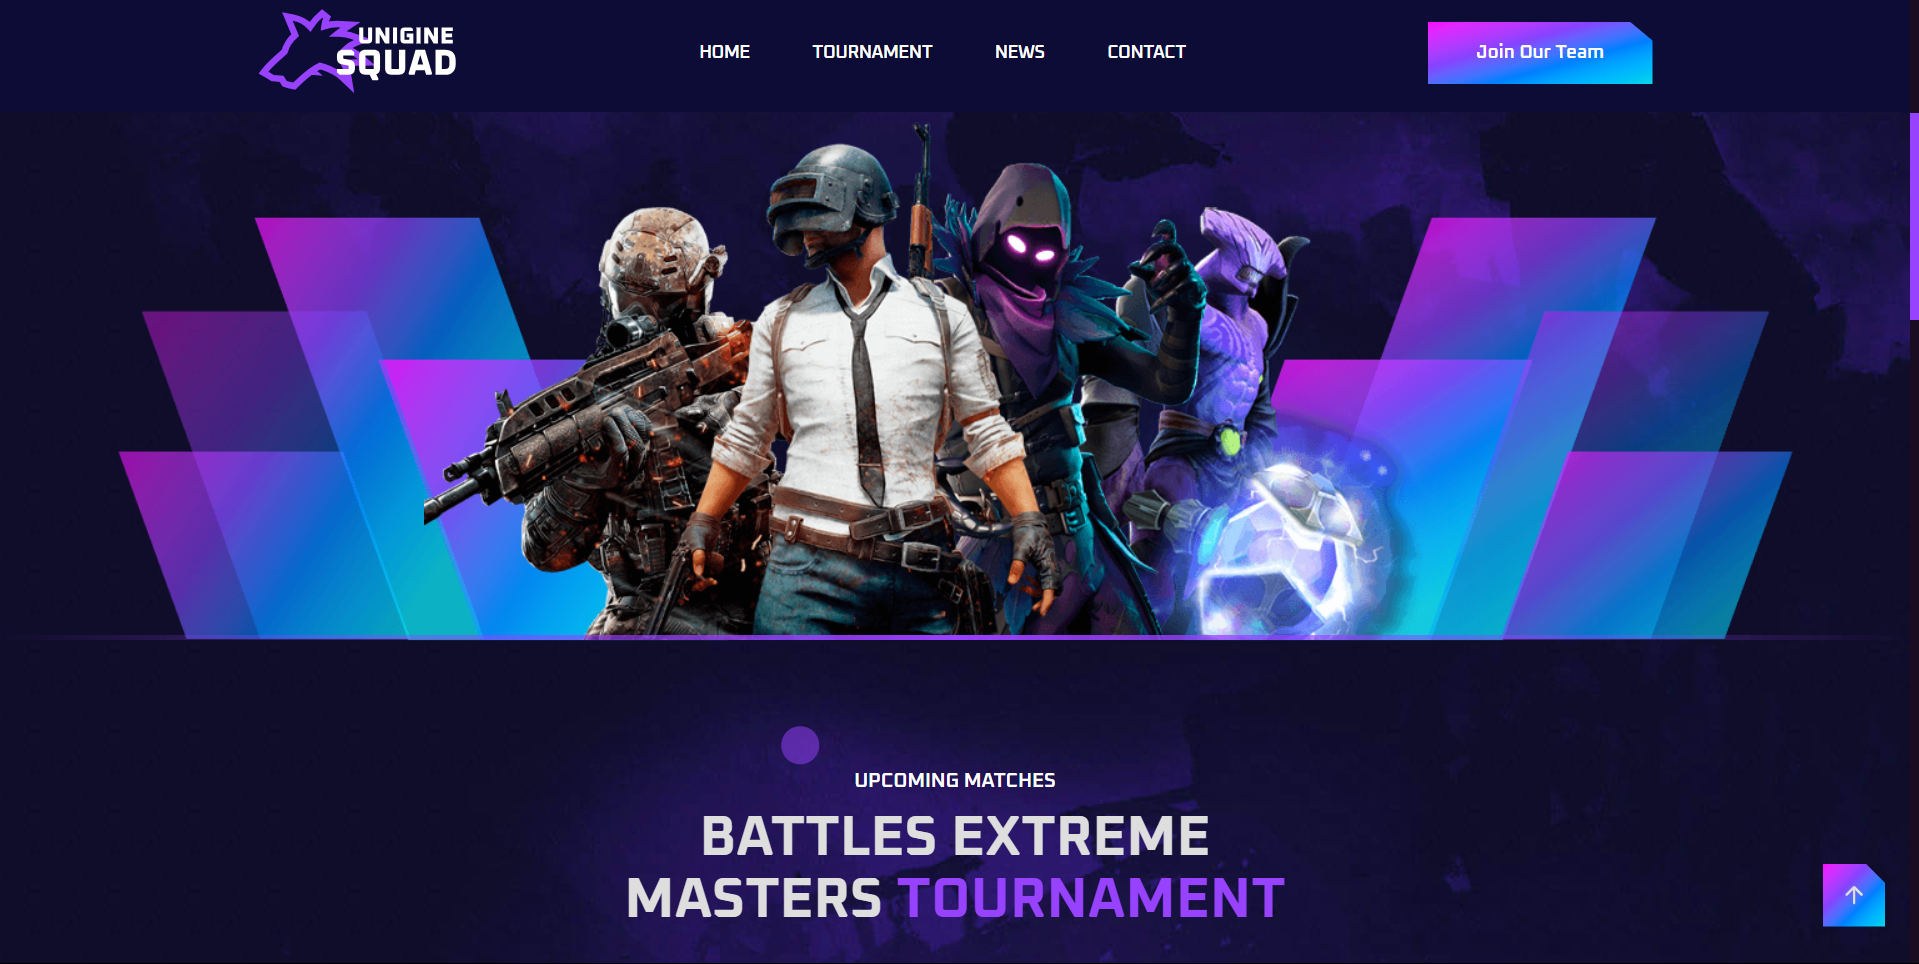 UNIGINE
SQUAD
HOME
TOURNAMENT
NEWS
CONTACT
Join Our Team
UPCOMING MATCHES
BATTLES EXTREME
MASTERS TOURNAMENT